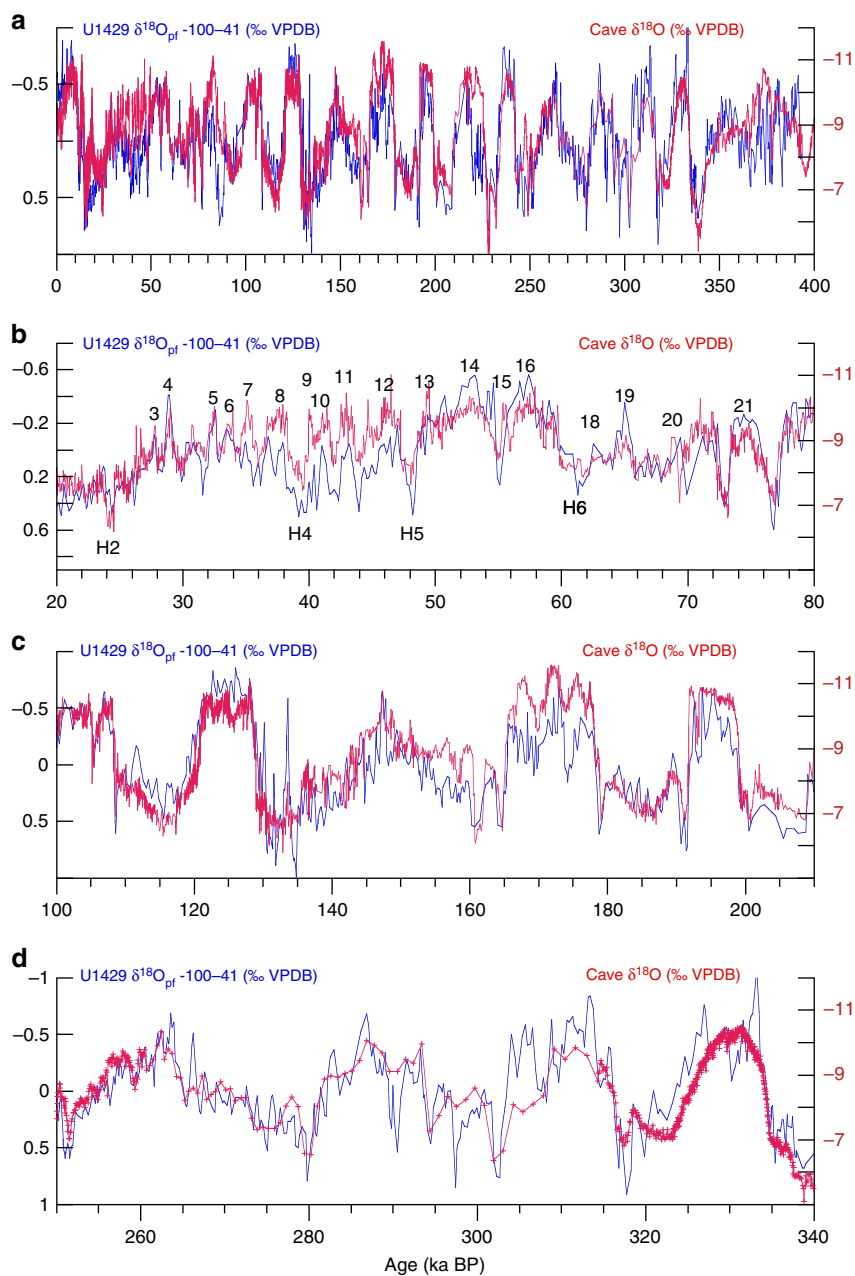 a
U1429 δ18Opf -100–41 (‰ VPDB) Cave δ18O (‰ VPDB)
–0.5
0.5
–11
–9
–7
0 50 100 150 200 250 300 350 400
b
U1429 δ18Opf -100–41 (‰ VPDB) Cave δ18O (‰ VPDB)
–0.6
–0.2
0.2
0.6
3 4 5 6 7 8 9 10 11 12 13 14 15 16 18 19 20 21
H2 H4 H5 H6
–11
–9
–7
20 30 40 50 60 70 80
c
U1429 δ18Opf -100–41 (‰ VPDB) Cave δ18O (‰ VPDB)
–0.5
0
0.5
–11
–9
–7
100 120 140 160 180 200
d
U1429 δ18Opf -100–41 (‰ VPDB) Cave δ18O (‰ VPDB)
–1
–0.5
0
0.5
1
–11
–9
–7
260 280 300 320 340
Age (ka BP)